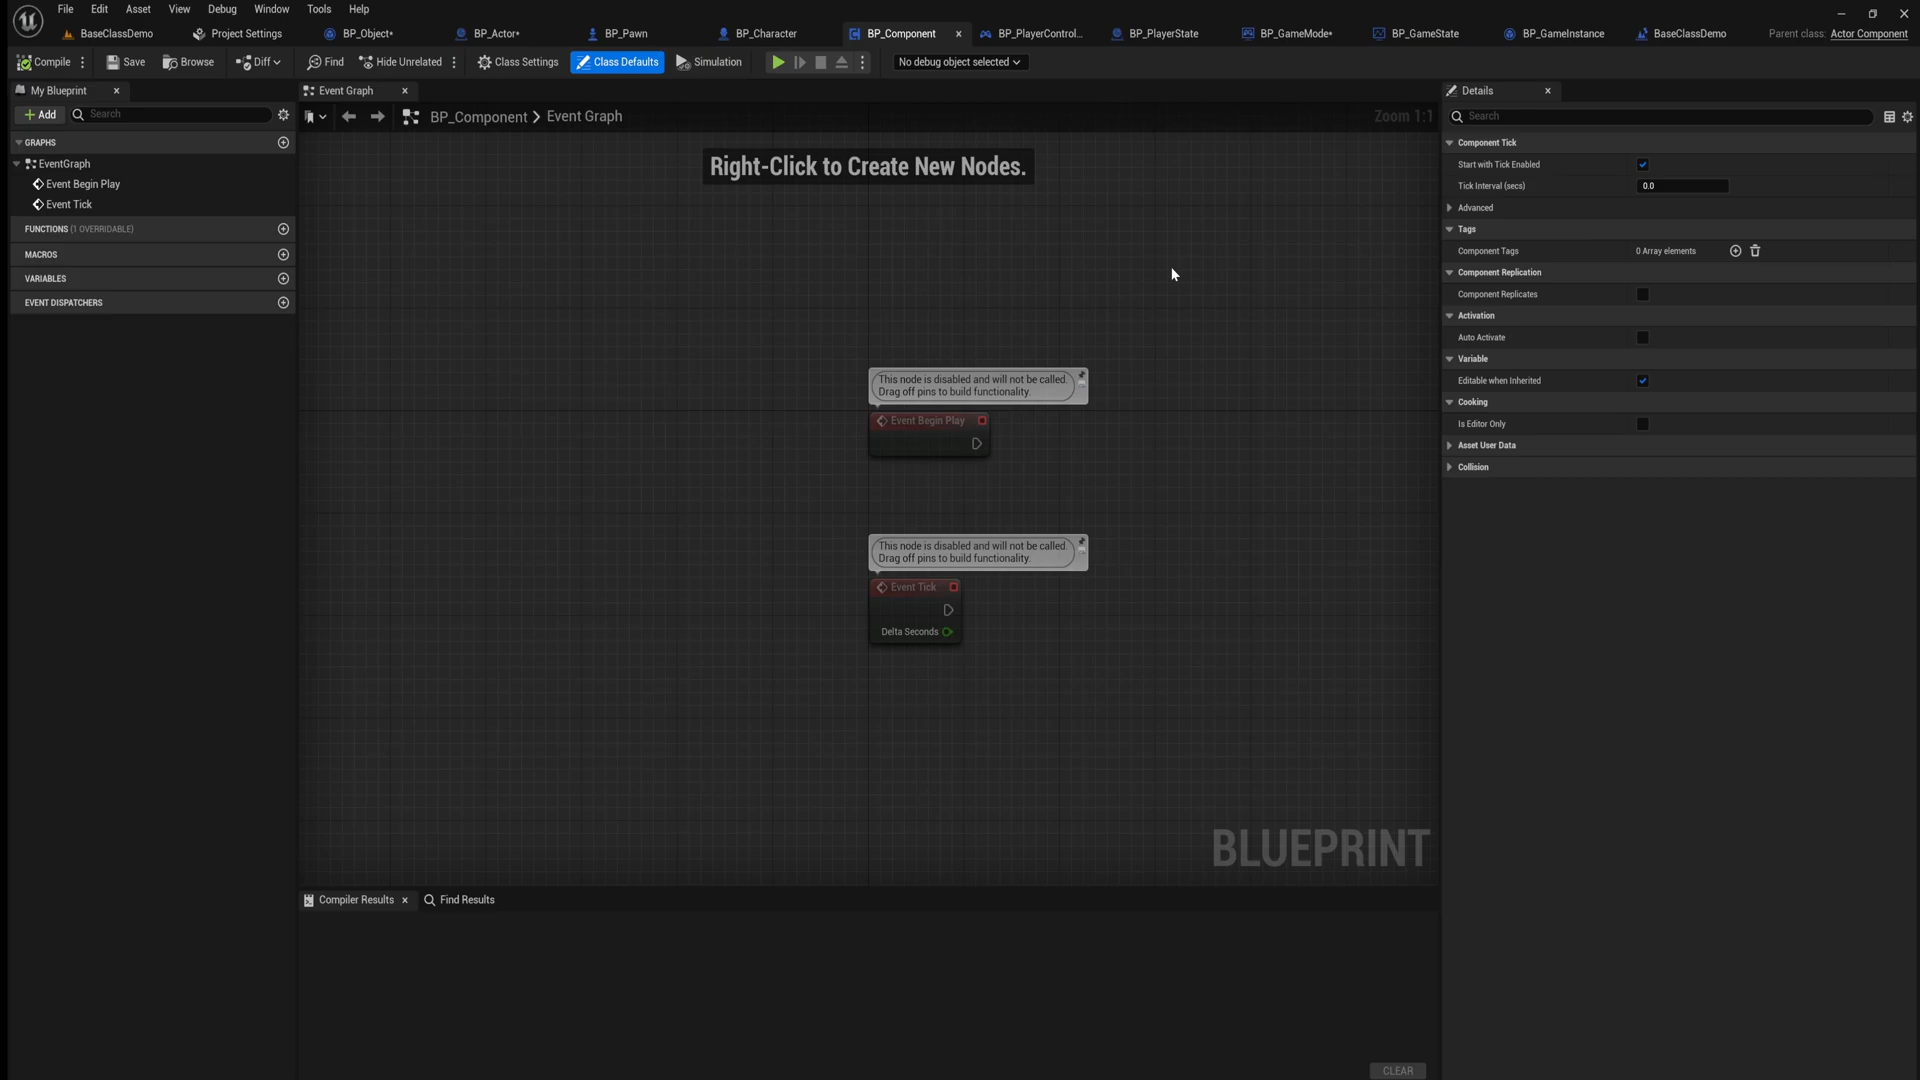 File Edit Asset View Debug Window Tools Help
BaseClassDemo Project Settings BP_Object* BP_Actor* BP_Pawn BP_Character BP_Component BP_PlayerControl... BP_PlayerState BP_GameMode* BP_GameState BP_GameInstance BaseClassDemo Parent class: Actor Component
Compile Save Browse Diff Find Hide Unrelated Class Settings Class Defaults Simulation No debug object selected
My Blueprint
Add Search
GRAPHS
EventGraph
Event Begin Play
Event Tick
FUNCTIONS (1 OVERRIDABLE)
MACROS
VARIABLES
EVENT DISPATCHERS
Event Graph
BP_Component > Event Graph Zoom 1:1
Right-Click to Create New Nodes.
This node is disabled and will not be called.
Drag off pins to build functionality.
Event Begin Play
This node is disabled and will not be called.
Drag off pins to build functionality.
Event Tick
Delta Seconds
BLUEPRINT
Compiler Results Find Results
CLEAR
Details
Search
Component Tick
Start with Tick Enabled
Tick Interval (secs) 0.0
Advanced
Tags
Component Tags 0 Array elements
Component Replication
Component Replicates
Activation
Auto Activate
Variable
Editable when Inherited
Cooking
Is Editor Only
Asset User Data
Collision